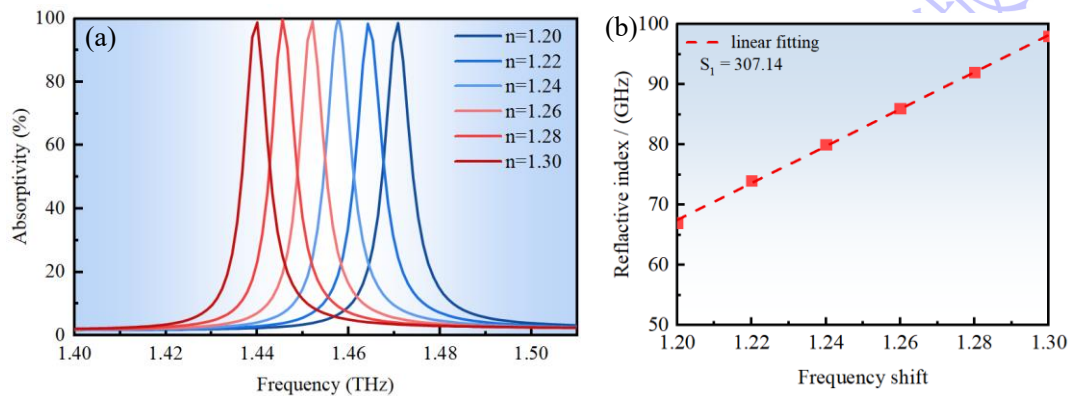 (a)
100
80
60
40
20
0
Absorptivity (%)
n=1.20
n=1.22
n=1.24
n=1.26
n=1.28
n=1.30
1.40 1.42 1.44 1.46 1.48 1.50
Frequency (THz)
(b)
100
90
80
70
60
50
Reflactive index / (GHz)
linear fitting
S1 = 307.14
1.20 1.22 1.24 1.26 1.28 1.30
Frequency shift